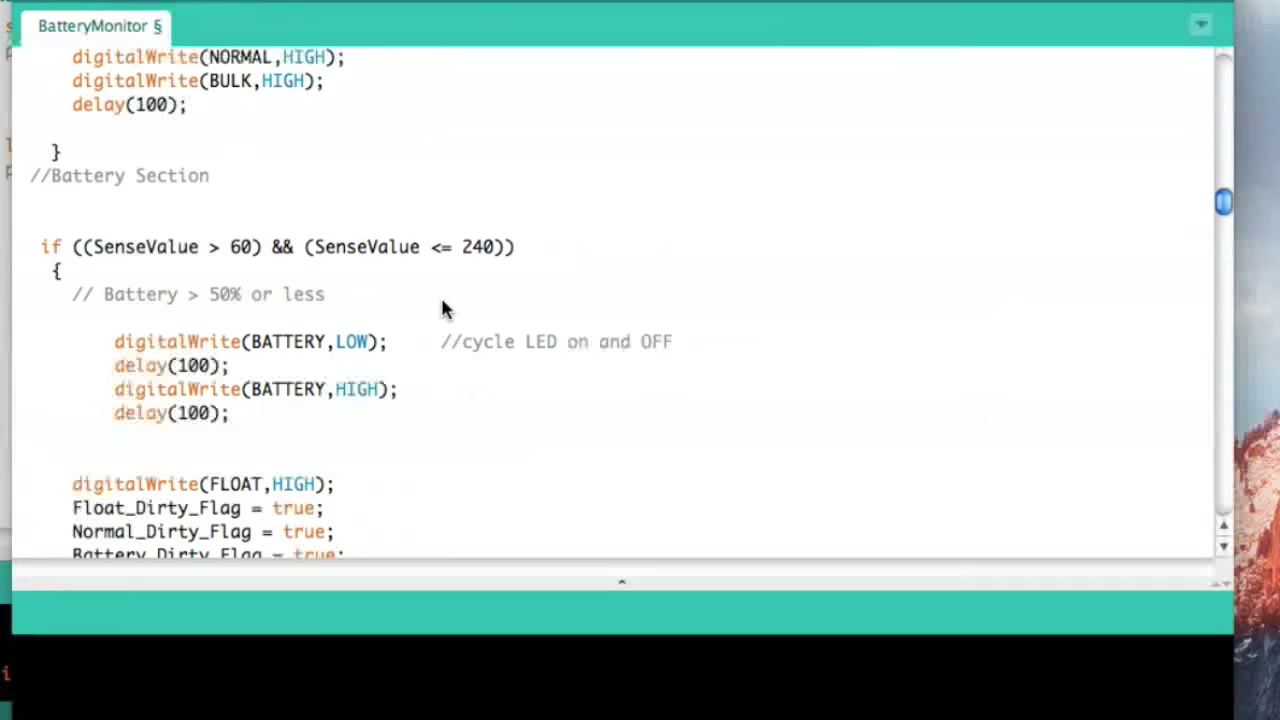 BatteryMonitor §
digitalWrite(NORMAL,HIGH);
digitalWrite(BULK,HIGH);
delay(100);
}
//Battery Section
if ((SenseValue > 60) && (SenseValue <= 240))
{
// Battery > 50% or less
digitalWrite(BATTERY,LOW); //cycle LED on and OFF
delay(100);
digitalWrite(BATTERY,HIGH);
delay(100);
digitalWrite(FLOAT,HIGH);
Float_Dirty_Flag = true;
Normal_Dirty_Flag = true;
Battery_Dirty_Flag = true;